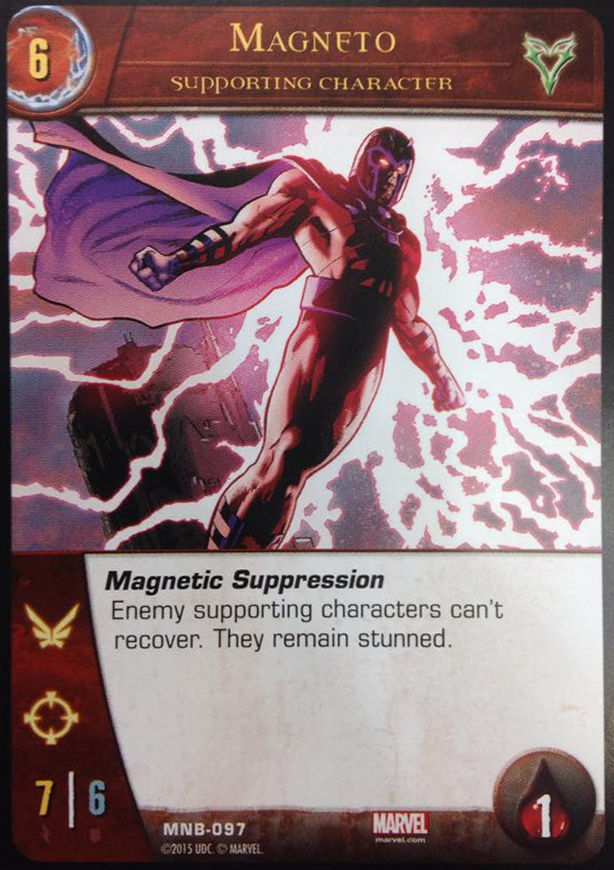 6
MAGNETO
SUPPORTING CHARACTER
Magnetic Suppression
Enemy supporting characters can't
recover. They remain stunned.
7 | 6
1
MNB-097
MARVEL
marvel.com
©2015 UDC. © MARVEL.